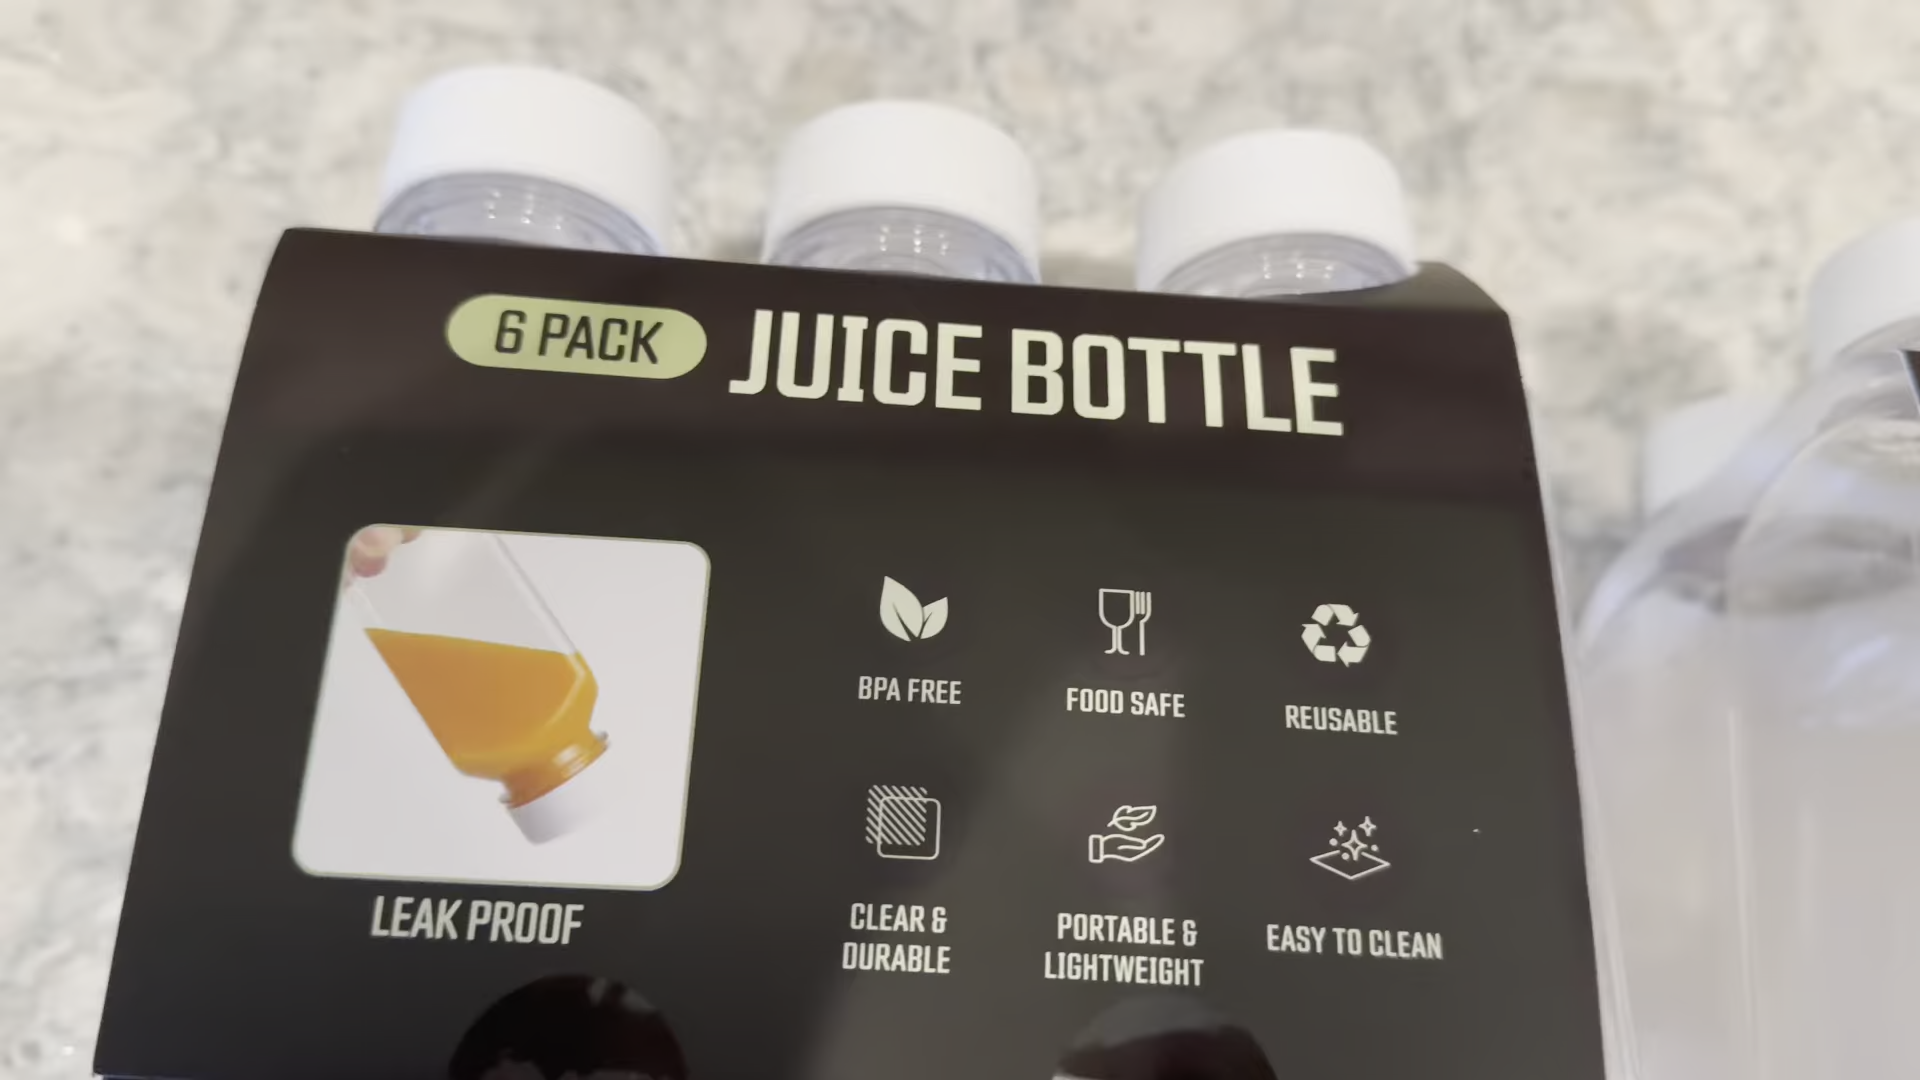 6 PACK
JUICE BOTTLE
BPA FREE
FOOD SAFE
REUSABLE
LEAK PROOF
CLEAR &
DURABLE
PORTABLE &
LIGHTWEIGHT
EASY TO CLEAN